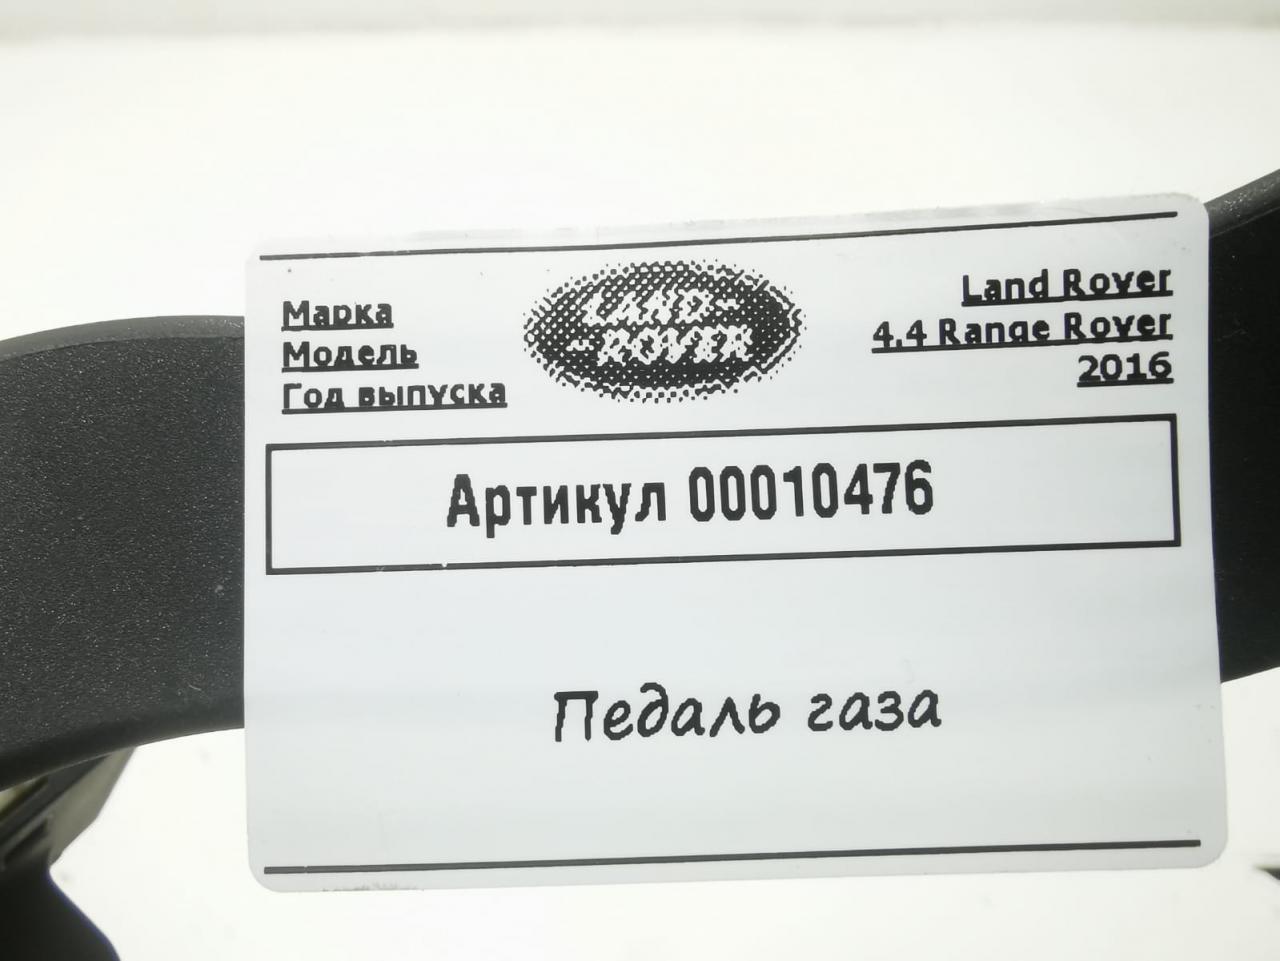 Марка
Модель
Год выпуска
LAND-
-ROVER
Land Rover
4.4 Range Rover
2016
Артикул 00010476
Педаль газа